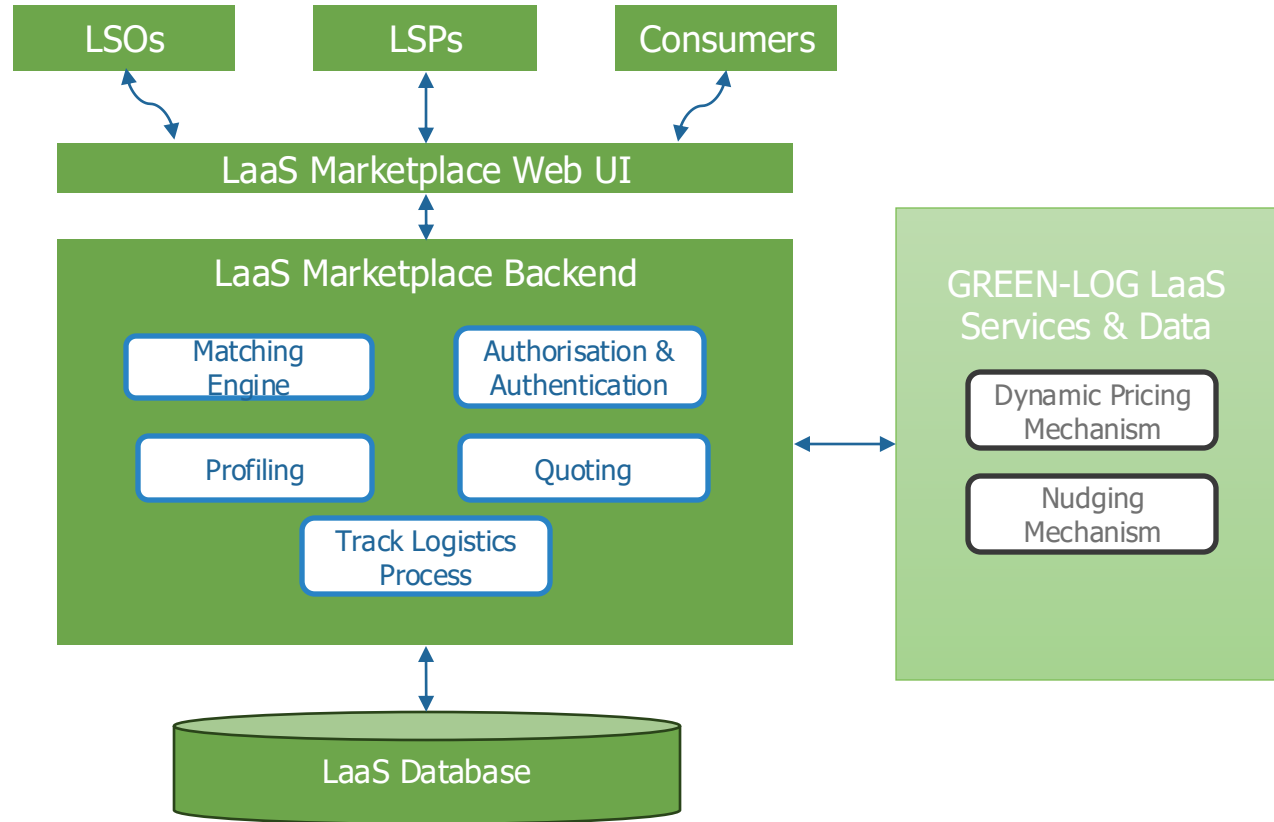 LSOs
LSPs
Consumers
LaaS Marketplace Web UI
LaaS Marketplace Backend
Matching
Engine
Authorisation &
Authentication
Profiling
Quoting
Track Logistics
Process
GREEN-LOG LaaS
Services & Data
Dynamic Pricing
Mechanism
Nudging
Mechanism
LaaS Database